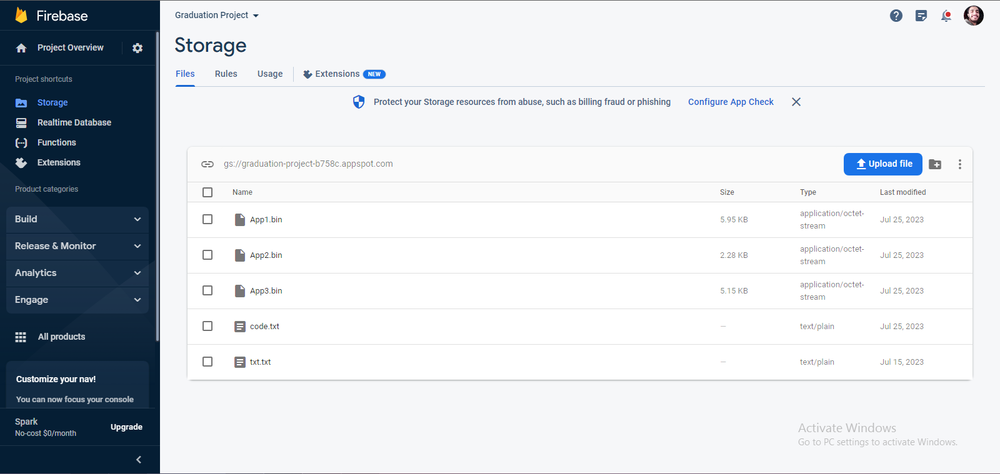 Firebase
Project Overview
Project shortcuts
Storage
Realtime Database
Functions
Extensions
Product categories
Build
Release & Monitor
Analytics
Engage
All products
Customize your nav!
You can now focus your console
Spark
No-cost $0/month
Upgrade
Graduation Project
Storage
Files Rules Usage Extensions NEW
Protect your Storage resources from abuse, such as billing fraud or phishing Configure App Check
gs://graduation-project-b758c.appspot.com Upload file
Name Size Type Last modified
App1.bin 5.95 KB application/octet-stream Jul 25, 2023
App2.bin 2.28 KB application/octet-stream Jul 25, 2023
App3.bin 5.15 KB application/octet-stream Jul 25, 2023
code.txt — text/plain Jul 25, 2023
txt.txt — text/plain Jul 15, 2023
Activate Windows
Go to PC settings to activate Windows.